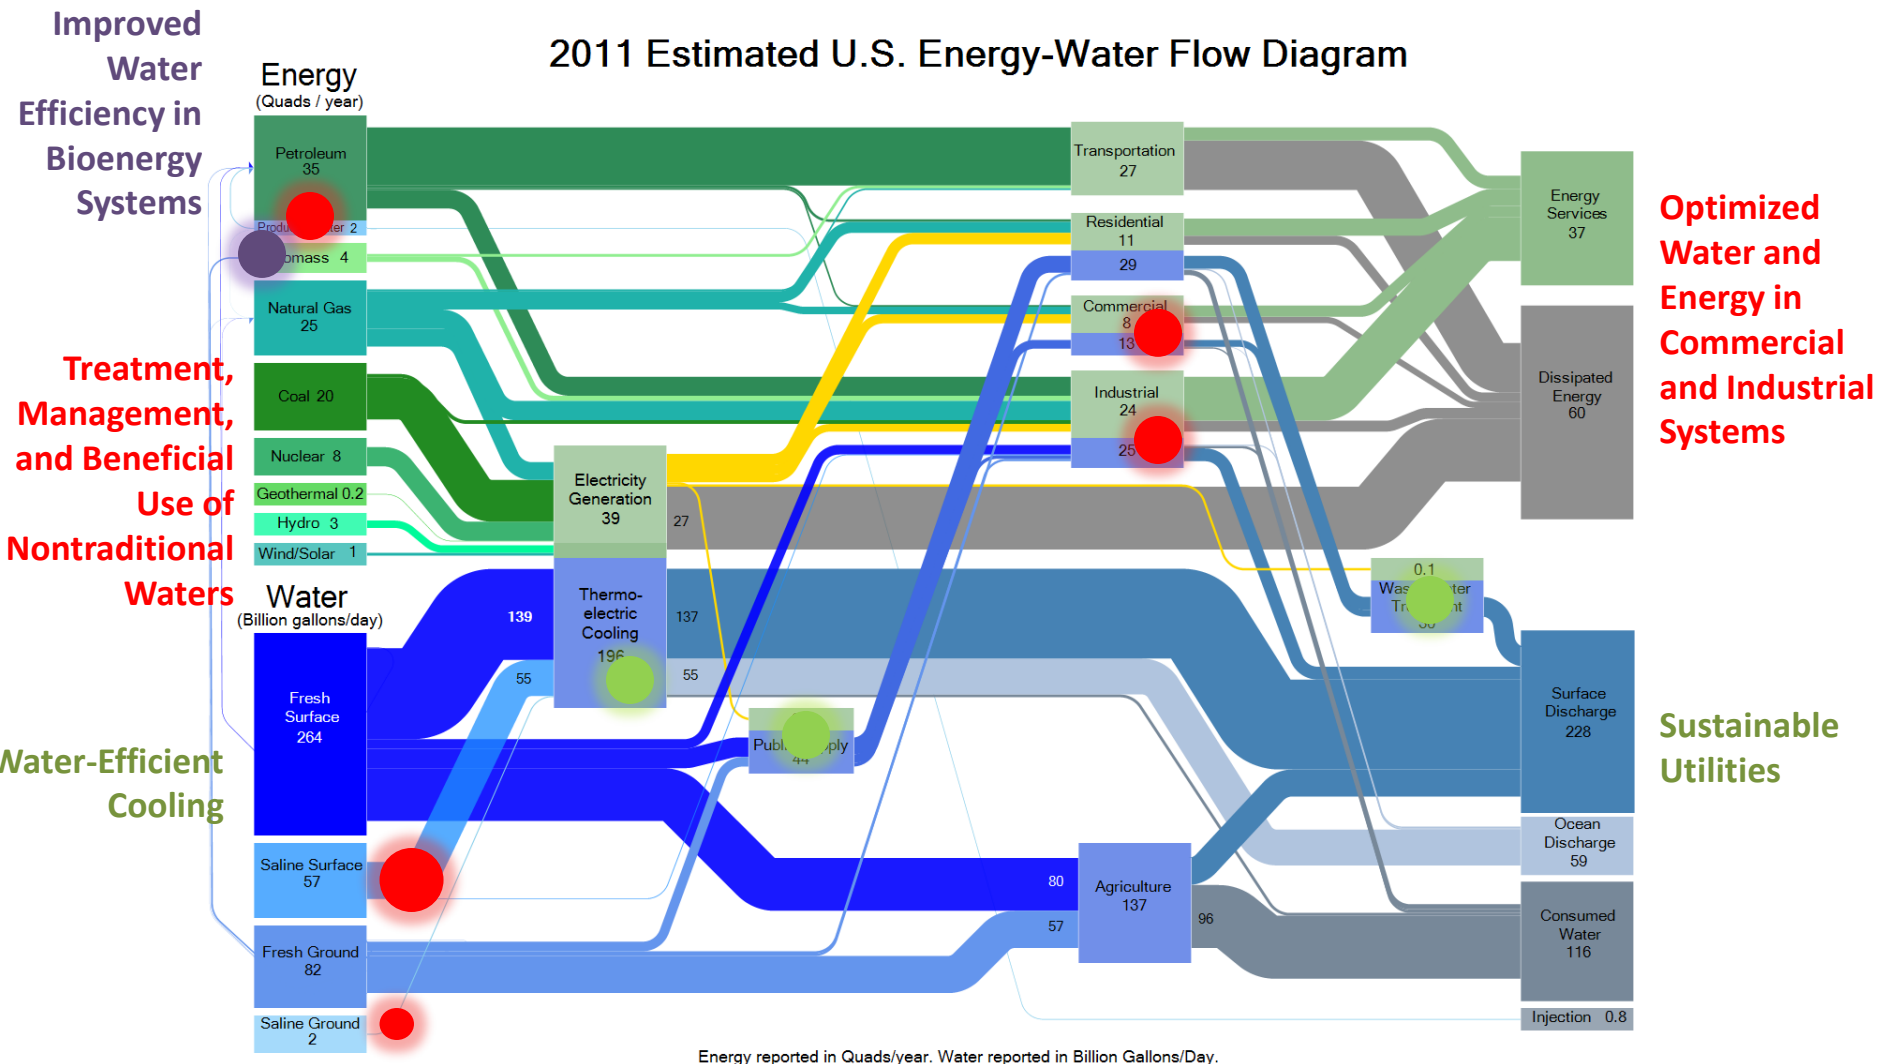 Improved
Water
Efficiency in
Bioenergy
Systems
2011 Estimated U.S. Energy-Water Flow Diagram
Energy
(Quads / year)
Petroleum
35
2
4
Natural Gas
25
Coal 20
Nuclear 8
Geothermal 0.2
Hydro 3
Wind/Solar 1
Treatment,
Management,
and Beneficial
Use of
Nontraditional
Waters
Water
(Billion gallons/day)
Fresh
Surface
264
Water-Efficient
Cooling
Saline Surface
57
Fresh Ground
82
Saline Ground
2
Electricity
Generation
39
27
Thermo-
electric
Cooling
196
139
55
137
55
44
Transportation
27
Residential
11
29
Commercial
8
13
Industrial
24
25
80
57
Agriculture
137
96
0.1
Energy
Services
37
Dissipated
Energy
60
Surface
Discharge
228
Ocean
Discharge
59
Consumed
Water
116
Injection 0.8
Optimized
Water and
Energy in
Commercial
and Industrial
Systems
Sustainable
Utilities
Energy reported in Quads/year. Water reported in Billion Gallons/Day.